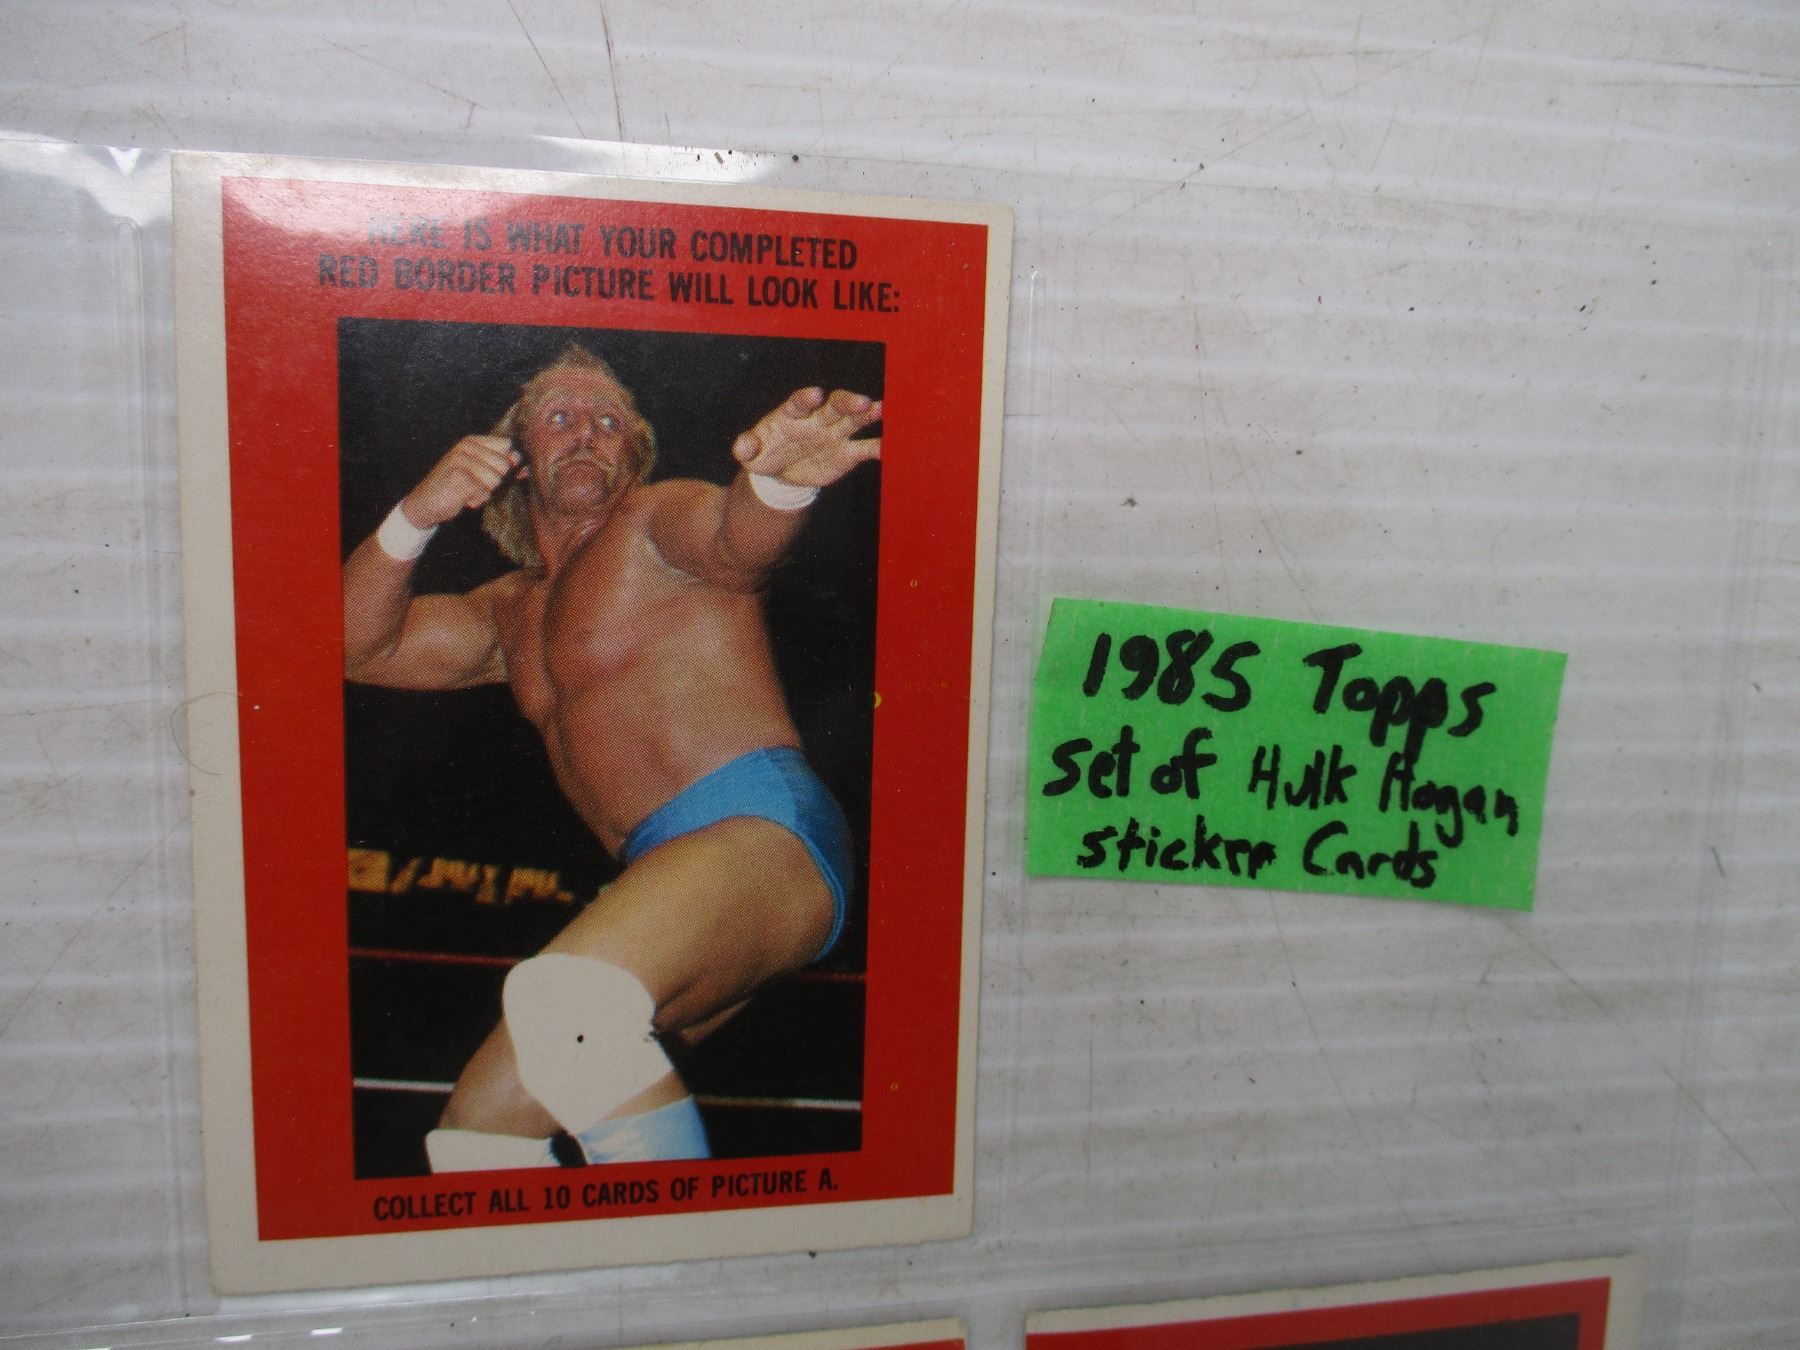 HERE IS WHAT YOUR COMPLETED
RED BORDER PICTURE WILL LOOK LIKE:
COLLECT ALL 10 CARDS OF PICTURE A.
1985 Topps
set of Hulk Hogan
sticker Cards